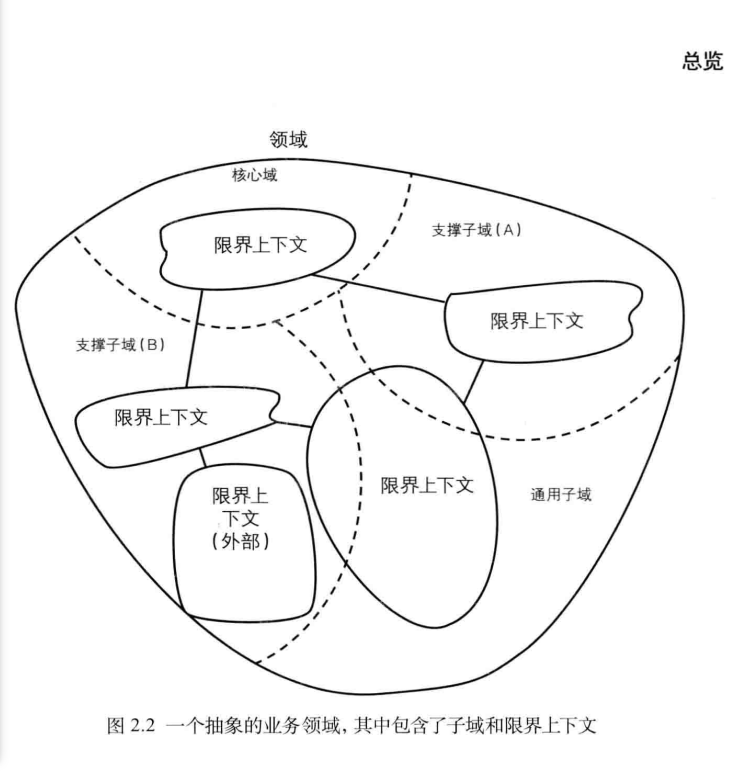 总览
领域
核心域
支撑子域(A)
限界上下文
限界上下文
支撑子域(B)
限界上下文
限界上下文
通用子域
限界上
下文
(外部)
图 2.2 一个抽象的业务领域, 其中包含了子域和限界上下文